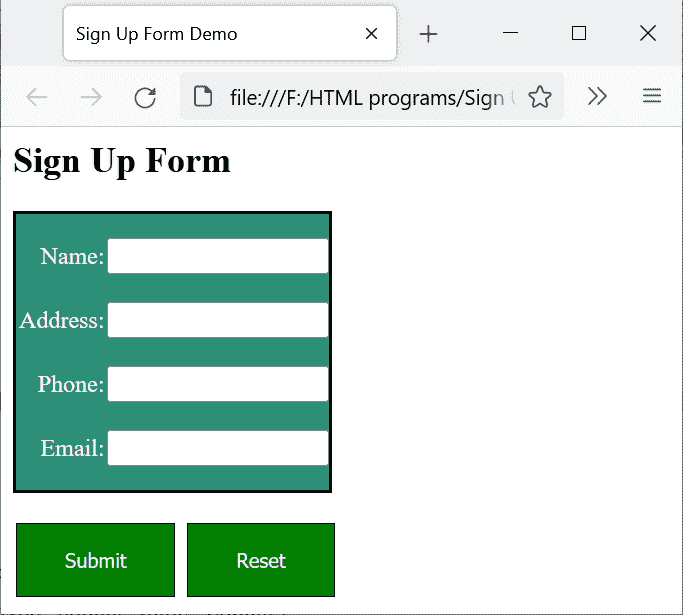 Sign Up Form Demo
file:///F:/HTML programs/Sign
Sign Up Form
Name:
Address:
Phone:
Email:
Submit Reset